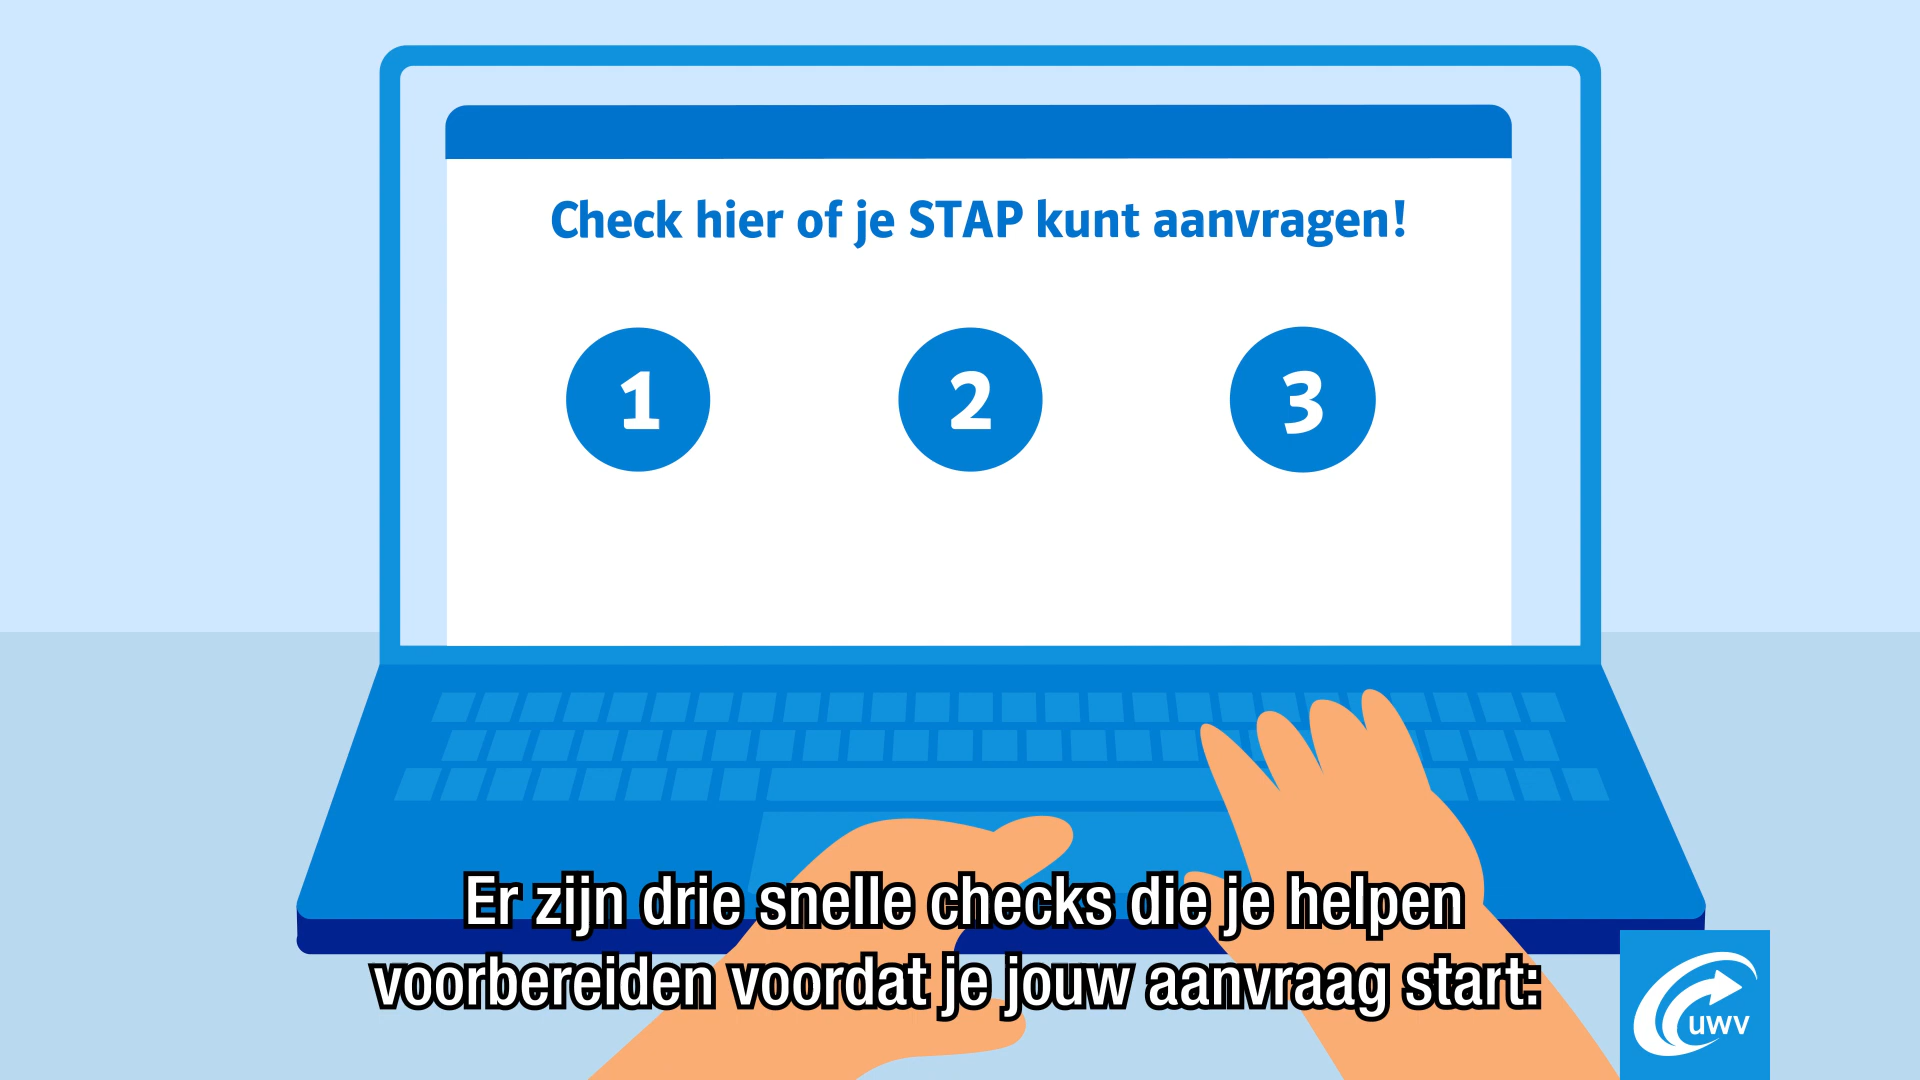 Check hier of je STAP kunt aanvragen!
1 2 3
Er zijn drie snelle checks die je helpen
voorbereiden voordat je jouw aanvraag start:
uwv